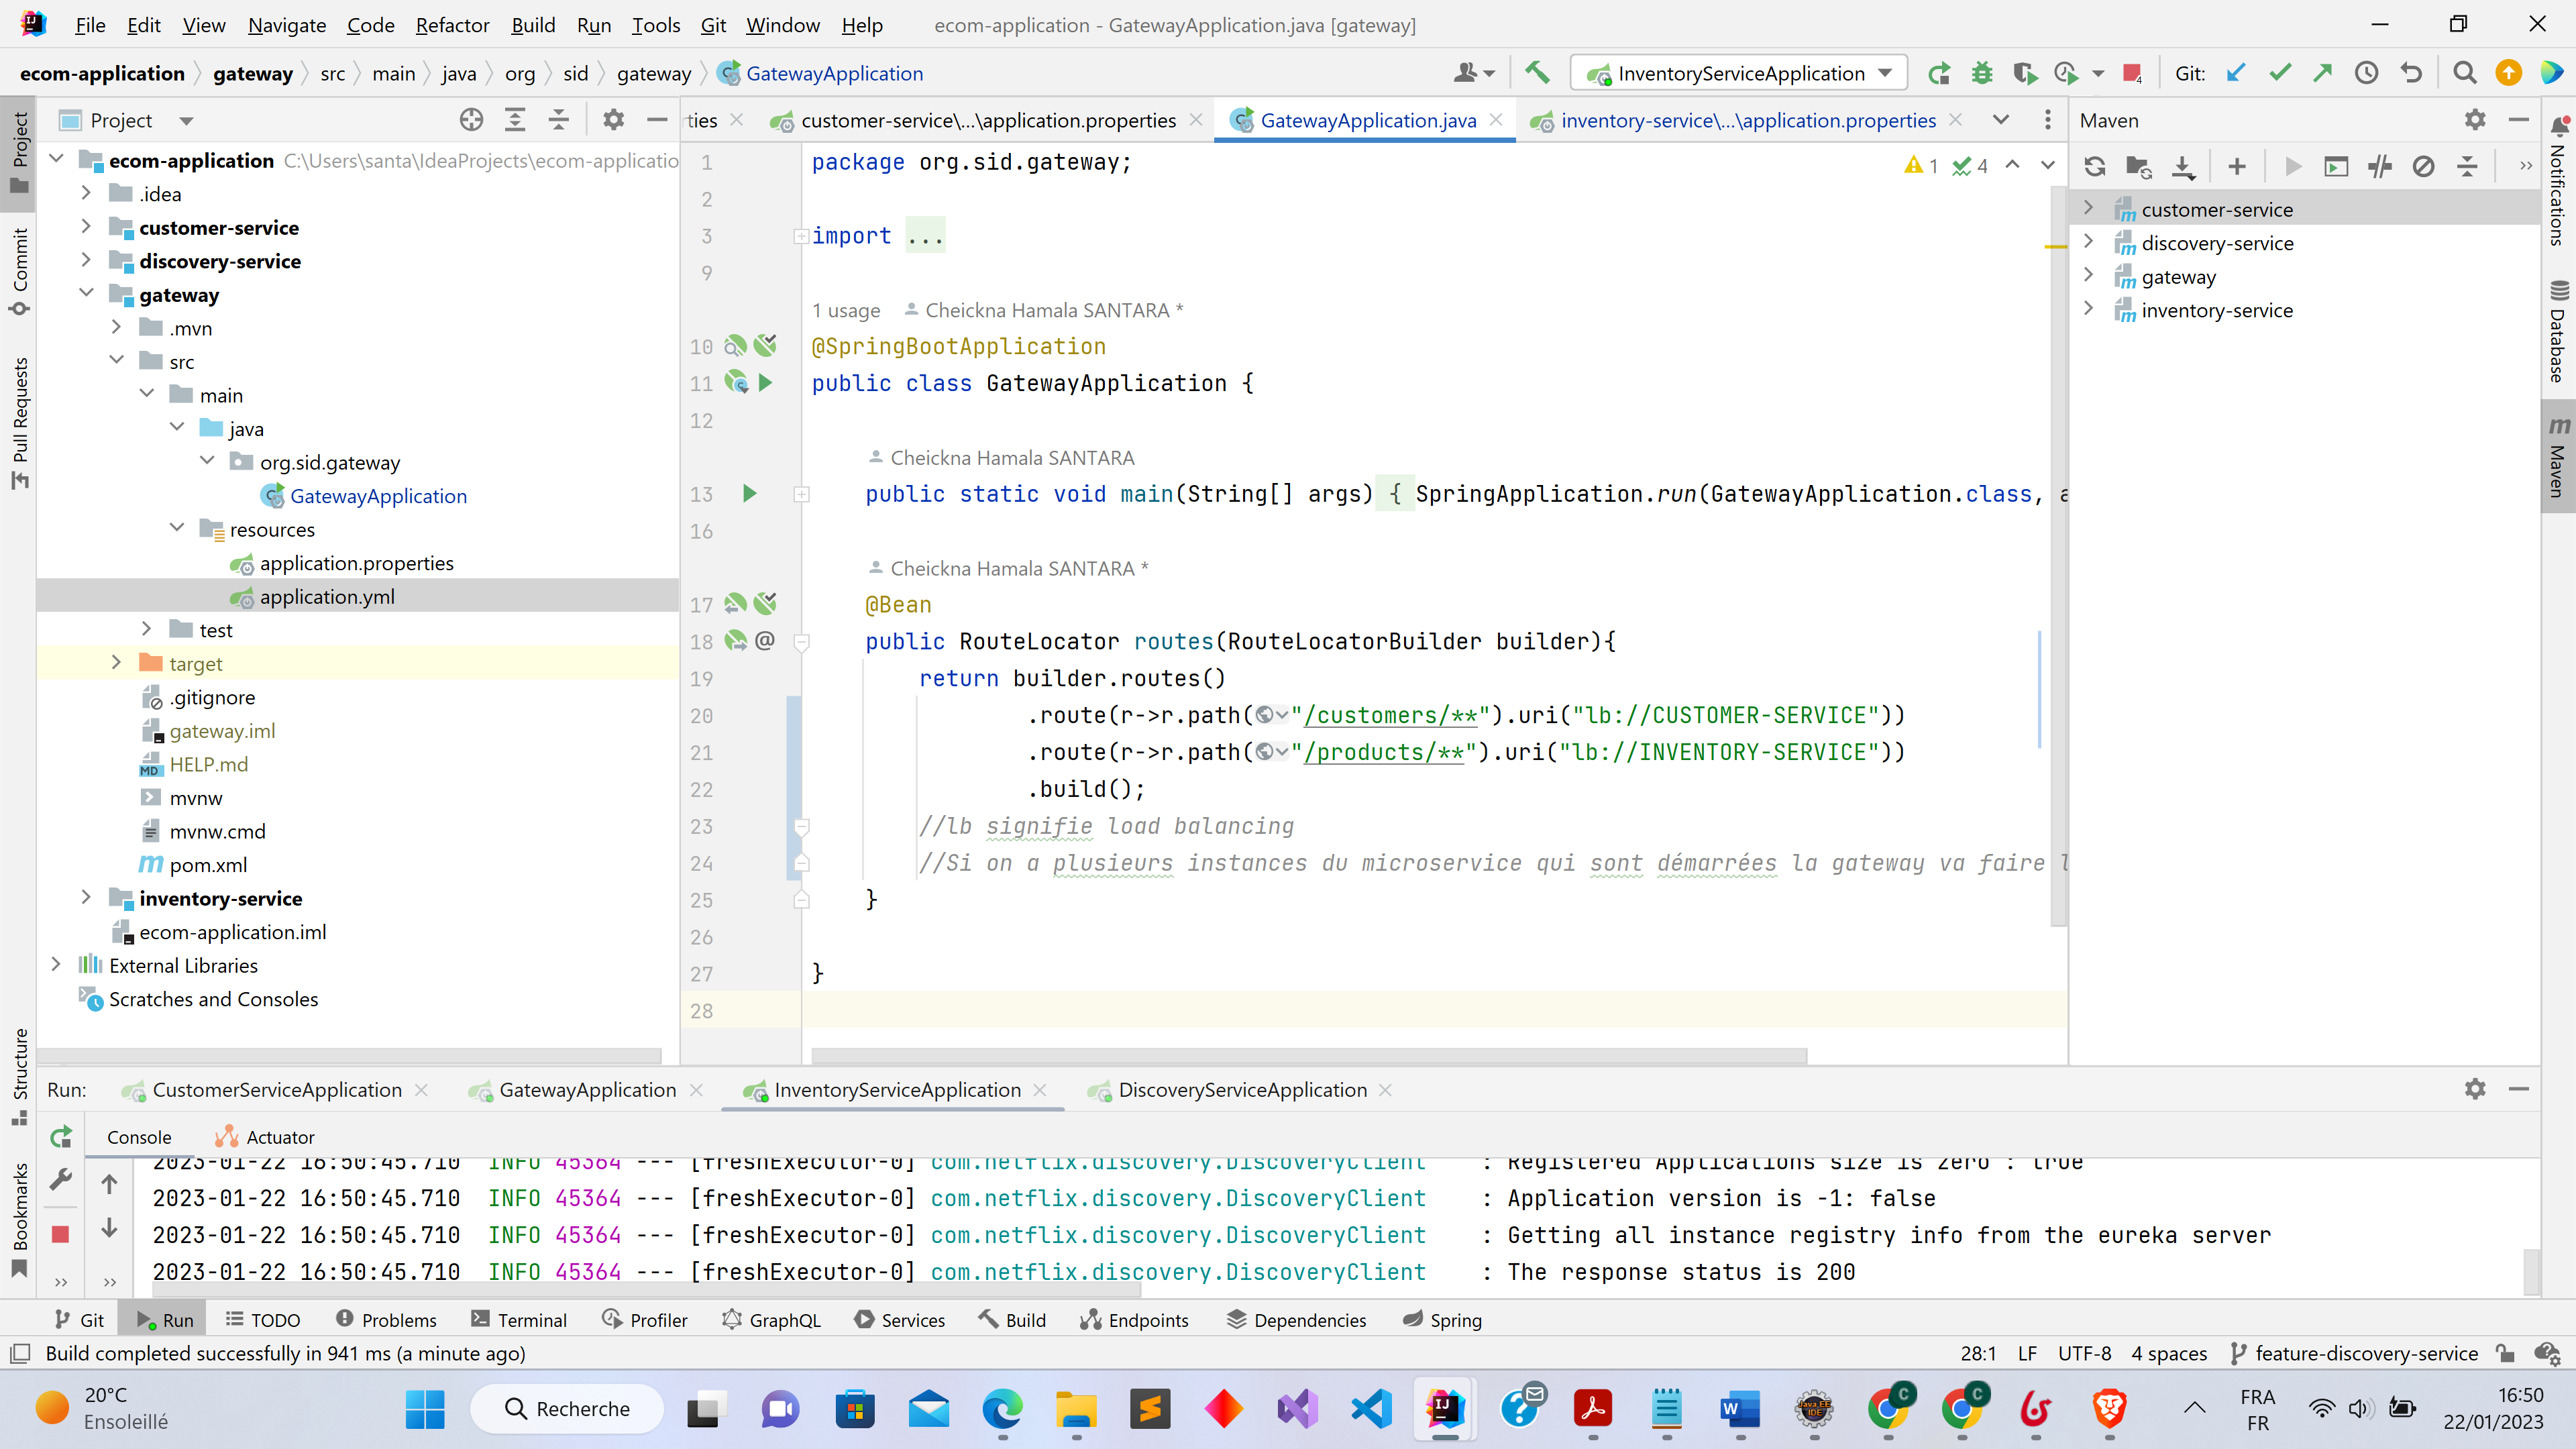 File Edit View Navigate Code Refactor Build Run Tools Git Window Help ecom-application - GatewayApplication.java [gateway]
ecom-application gateway src main java org sid gateway GatewayApplication InventoryServiceApplication 4 Git:
Project
ties customer-service\...\application.properties GatewayApplication.java inventory-service\...\application.properties
Maven
Project
Commit
Pull Requests
Structure
Bookmarks
ecom-application C:\Users\santa\IdeaProjects\ecom-applicatio
.idea
customer-service
discovery-service
gateway
.mvn
src
main
java
org.sid.gateway
GatewayApplication
resources
application.properties
application.yml
test
target
.gitignore
gateway.iml
HELP.md
mvnw
mvnw.cmd
pom.xml
inventory-service
ecom-application.iml
External Libraries
Scratches and Consoles
1 package org.sid.gateway; 1 4
2
3 import ...
9
1 usage Cheickna Hamala SANTARA *
10 @SpringBootApplication
11 public class GatewayApplication {
12
Cheickna Hamala SANTARA
13 public static void main(String[] args) { SpringApplication.run(GatewayApplication.class, a
16
Cheickna Hamala SANTARA *
17 @Bean
18 @ public RouteLocator routes(RouteLocatorBuilder builder){
19 return builder.routes()
20 .route(r->r.path("/customers/**").uri("lb://CUSTOMER-SERVICE"))
21 .route(r->r.path("/products/**").uri("lb://INVENTORY-SERVICE"))
22 .build();
23 //lb signifie load balancing
24 //Si on a plusieurs instances du microservice qui sont démarrées la gateway va faire l
25 }
26
27 }
28
customer-service
discovery-service
gateway
inventory-service
Notifications
Database
Maven
Run: CustomerServiceApplication GatewayApplication InventoryServiceApplication DiscoveryServiceApplication
Console Actuator
2023-01-22 16:50:45.710 INFO 45364 --- [freshExecutor-0] com.netflix.discovery.DiscoveryClient : Registered Applications size is zero : true
2023-01-22 16:50:45.710 INFO 45364 --- [freshExecutor-0] com.netflix.discovery.DiscoveryClient : Application version is -1: false
2023-01-22 16:50:45.710 INFO 45364 --- [freshExecutor-0] com.netflix.discovery.DiscoveryClient : Getting all instance registry info from the eureka server
2023-01-22 16:50:45.710 INFO 45364 --- [freshExecutor-0] com.netflix.discovery.DiscoveryClient : The response status is 200
Git Run TODO Problems Terminal Profiler GraphQL Services Build Endpoints Dependencies Spring
Build completed successfully in 941 ms (a minute ago) 28:1 LF UTF-8 4 spaces feature-discovery-service
20°C
Ensoleillé
Recherche
FRA
FR
16:50
22/01/2023